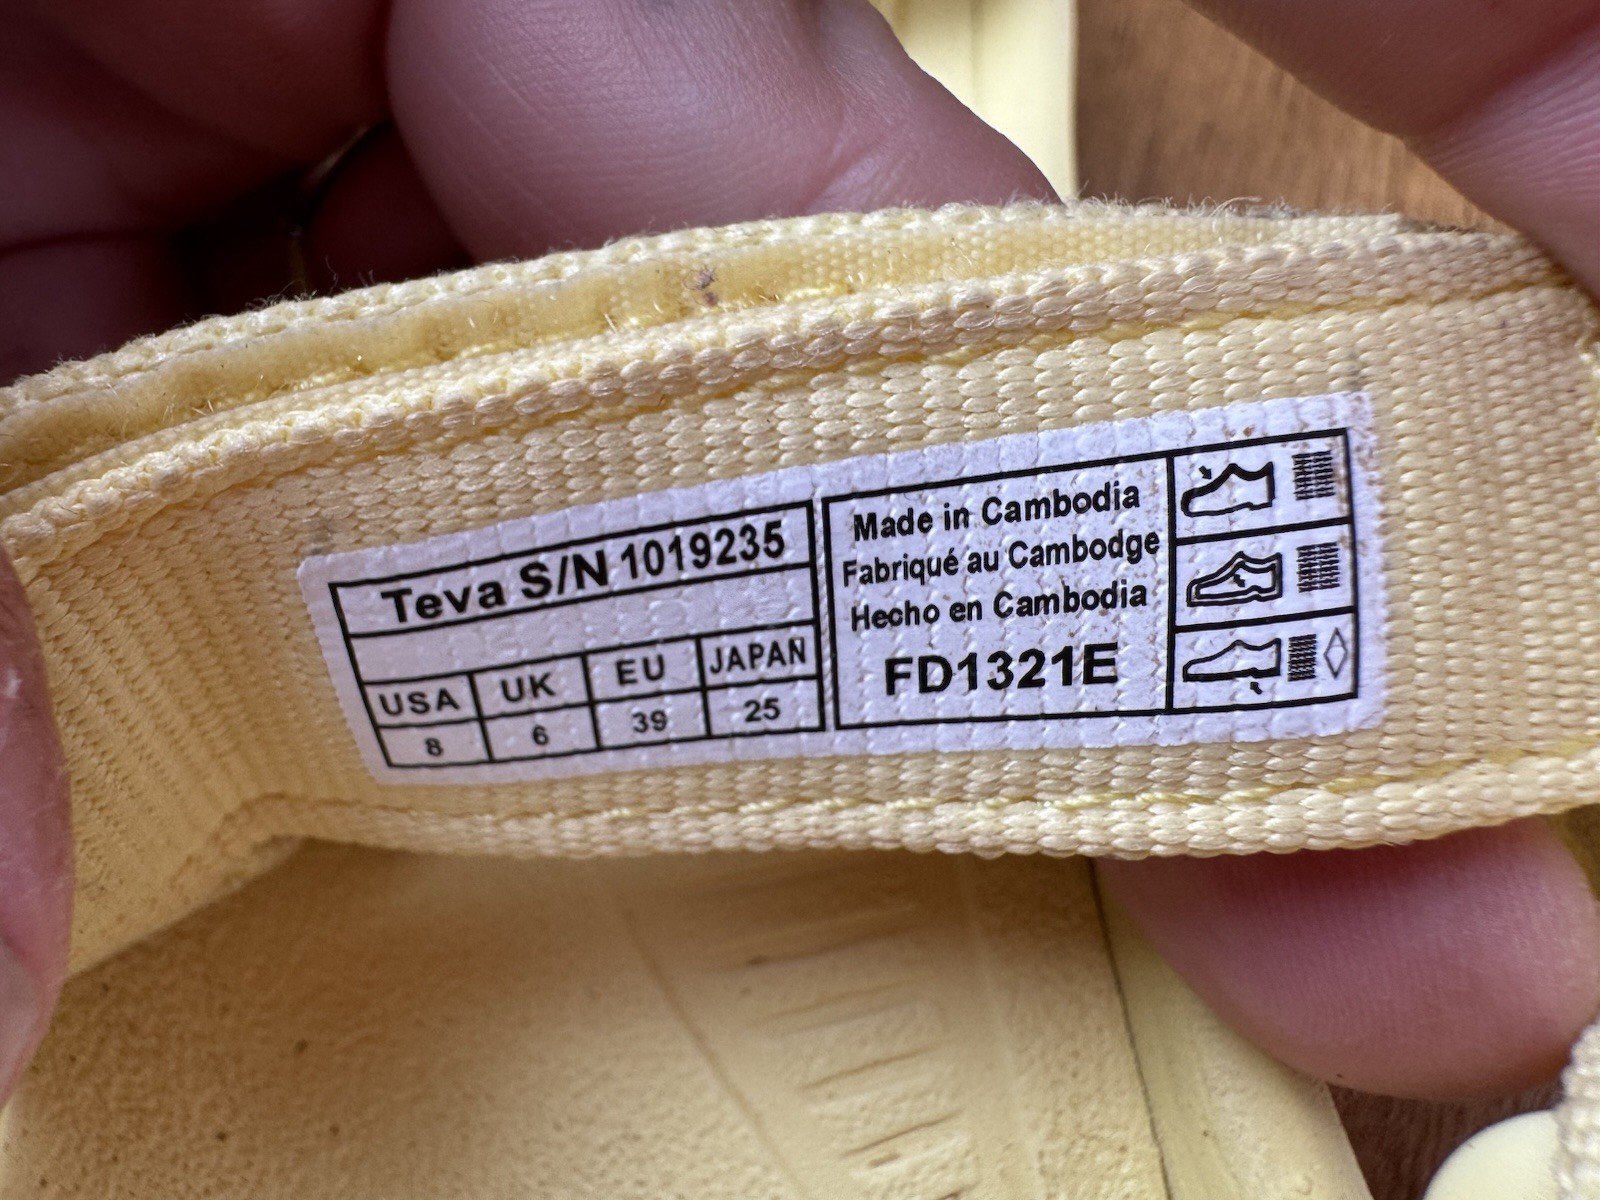 Teva S/N 1019235
USA UK EU JAPAN
8 6 39 25
Made in Cambodia
Fabriqué au Cambodge
Hecho en Cambodia
FD1321E